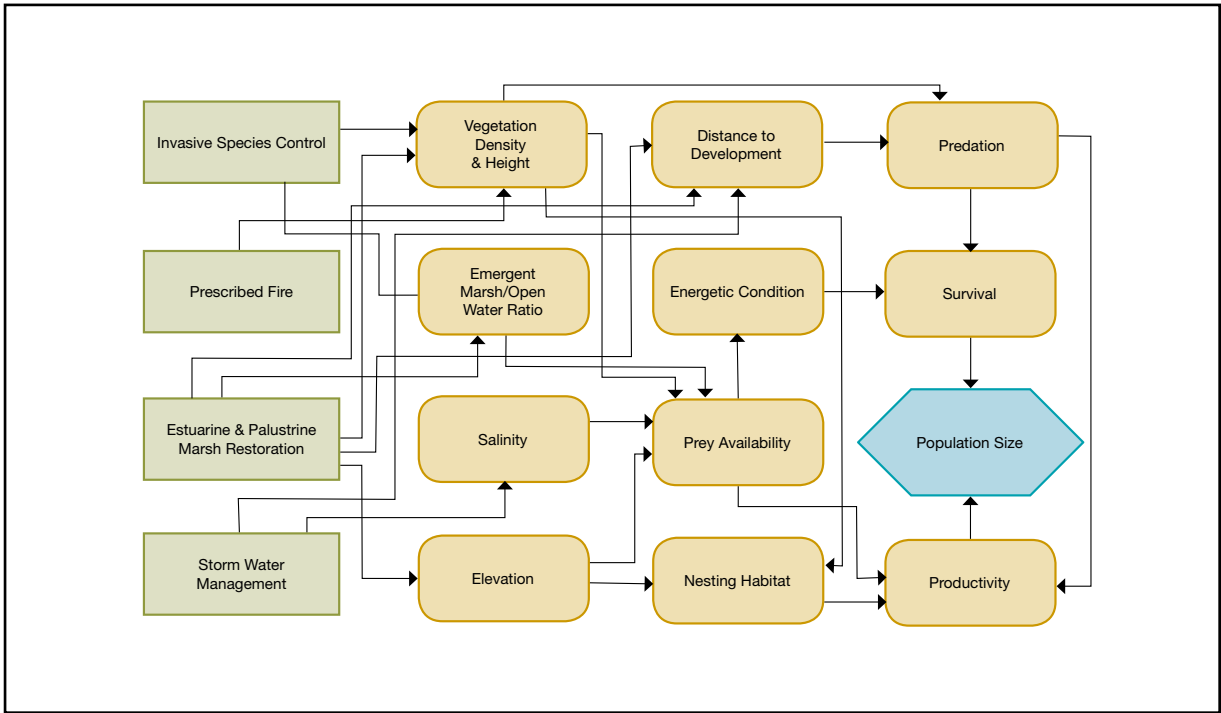 Invasive Species Control
Vegetation
Density
& Height
Distance to
Development
Predation
Prescribed Fire
Emergent
Marsh/Open
Water Ratio
Energetic Condition
Survival
Estuarine & Palustrine
Marsh Restoration
Salinity
Prey Availability
Population Size
Storm Water
Management
Elevation
Nesting Habitat
Productivity